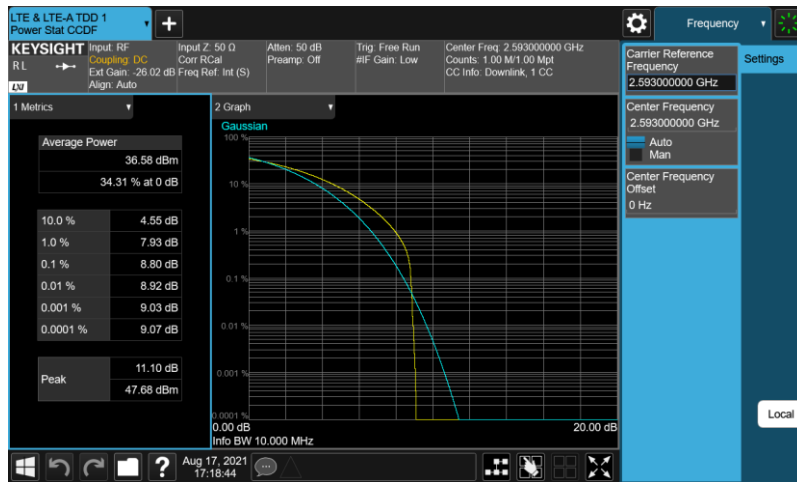 LTE & LTE-A TDD 1
Power Stat CCDF
Frequency
KEYSIGHT
R L
LXI
Input: RF
Coupling: DC
Ext Gain: -26.02 dB
Align: Auto
Input Z: 50 Ω
Corr RCal
Freq Ref: Int (S)
Atten: 50 dB
Preamp: Off
Trig: Free Run
#IF Gain: Low
Center Freq: 2.593000000 GHz
Counts: 1.00 M/1.00 Mpt
CC Info: Downlink, 1 CC
Carrier Reference
Frequency
2.593000000 GHz
Settings
Center Frequency
2.593000000 GHz
Auto
Man
Center Frequency
Offset
0 Hz
Local
1 Metrics
Average Power
36.58 dBm
34.31 % at 0 dB
10.0 % 4.55 dB
1.0 % 7.93 dB
0.1 % 8.80 dB
0.01 % 8.92 dB
0.001 % 9.03 dB
0.0001 % 9.07 dB
Peak
11.10 dB
47.68 dBm
2 Graph
Gaussian
100 %
10 %
1 %
0.1 %
0.01 %
0.001 %
0.0001 %
0.00 dB 20.00 dB
Info BW 10.000 MHz
?
Aug 17, 2021
17:18:44